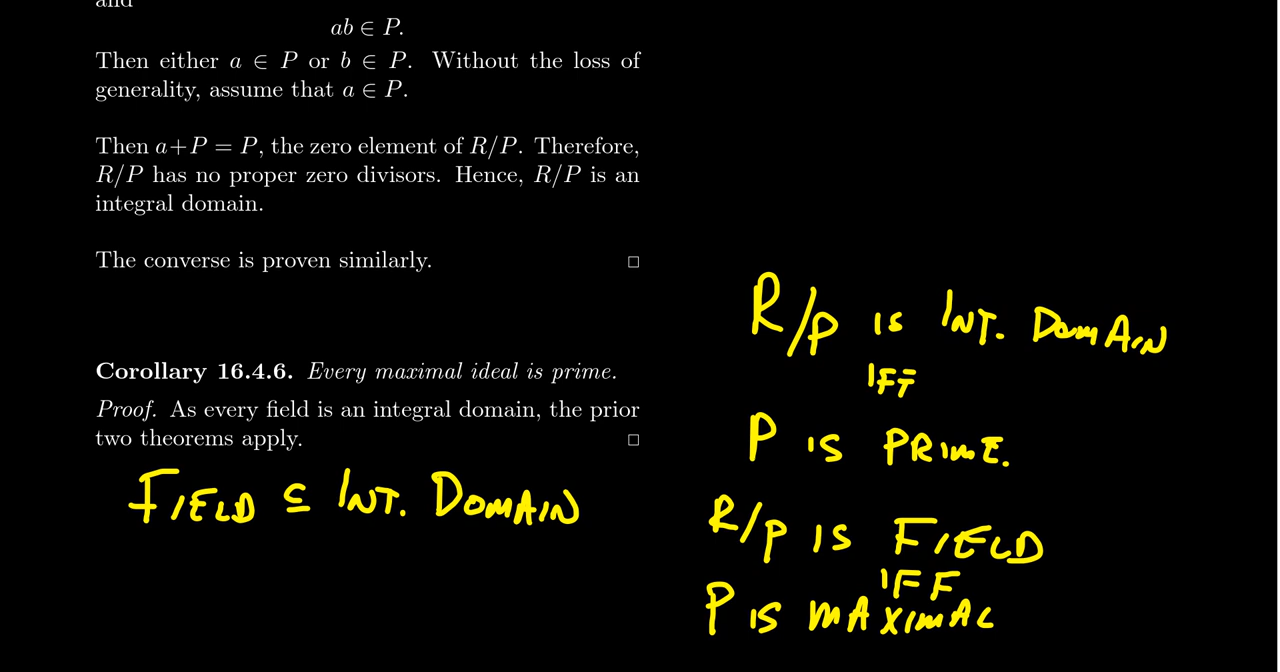 and
ab ∈ P.
Then either a ∈ P or b ∈ P. Without the loss of
generality, assume that a ∈ P.
Then a+P = P, the zero element of R/P. Therefore,
R/P has no proper zero divisors. Hence, R/P is an
integral domain.
The converse is proven similarly. □
Corollary 16.4.6. Every maximal ideal is prime.
Proof. As every field is an integral domain, the prior
two theorems apply. □
FIELD ⊆ INT. DOMAIN
R/P IS INT. DOMAIN
IFF
P IS PRIME.
R/P IS FIELD
IFF
P IS MAXIMAL